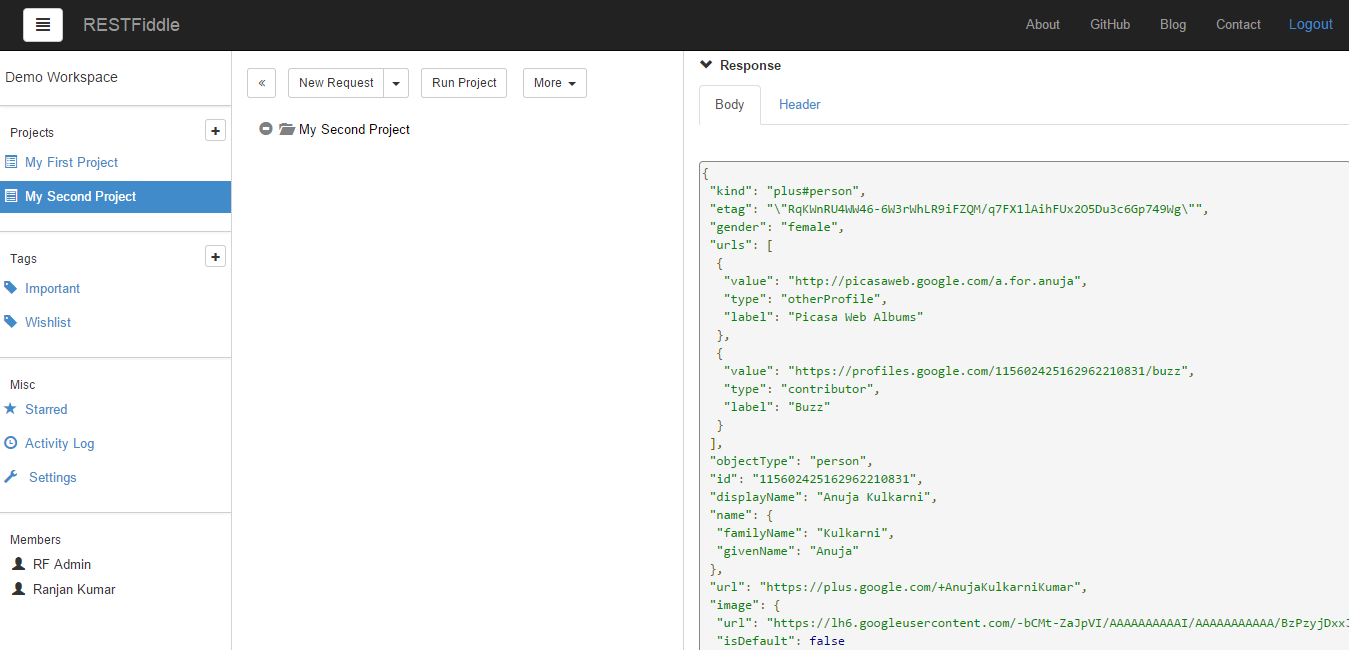 RESTFiddle
About GitHub Blog Contact Logout
Demo Workspace
Projects +
My First Project
My Second Project
Tags +
Important
Wishlist
Misc
Starred
Activity Log
Settings
Members
RF Admin
Ranjan Kumar
« New Request Run Project More
My Second Project
Response
Body Header
{
"kind": "plus#person",
"etag": "\"RqKWnRU4WW46-6W3rWhLR9iFZQM/q7FX1lAihFUx2O5Du3c6Gp749Wg\"",
"gender": "female",
"urls": [
{
"value": "http://picasaweb.google.com/a.for.anuja",
"type": "otherProfile",
"label": "Picasa Web Albums"
},
{
"value": "https://profiles.google.com/115602425162962210831/buzz",
"type": "contributor",
"label": "Buzz"
}
],
"objectType": "person",
"id": "115602425162962210831",
"displayName": "Anuja Kulkarni",
"name": {
"familyName": "Kulkarni",
"givenName": "Anuja"
},
"url": "https://plus.google.com/+AnujaKulkarniKumar",
"image": {
"url": "https://lh6.googleusercontent.com/-bCMt-ZaJpVI/AAAAAAAAAAI/AAAAAAAAAAA/BzPzyjDxx
"isDefault": false